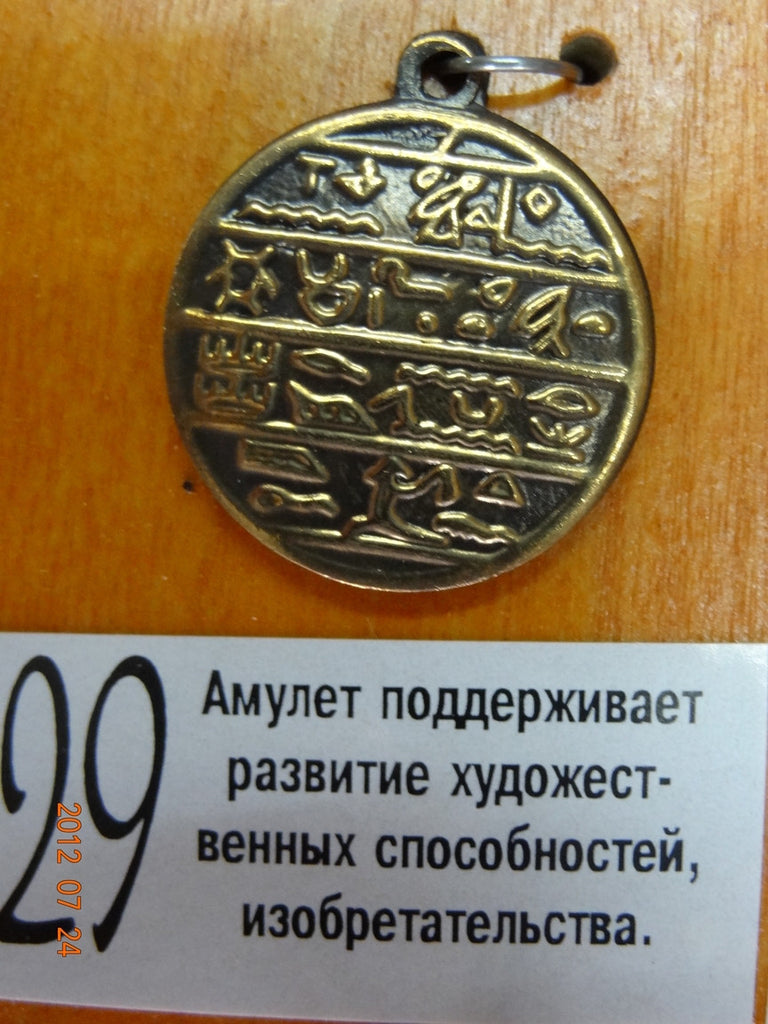 29
Амулет поддерживает
развитие художест-
венных способностей,
изобретательства.
2012 07 24